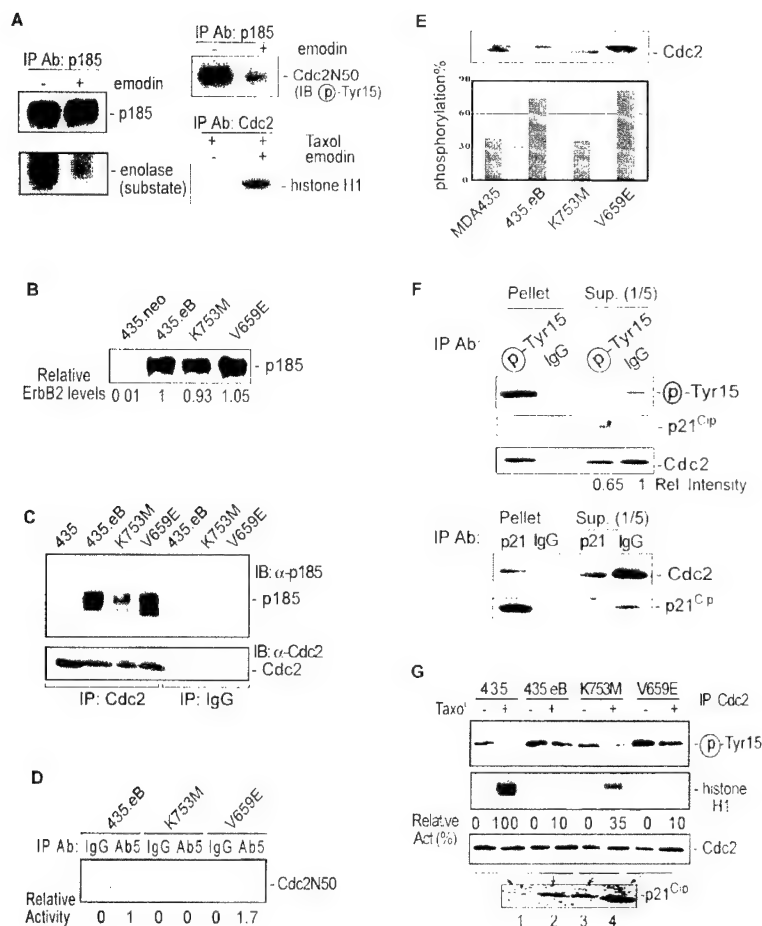 A
IP Ab: p185
- +
emodin
- p185
- enolase
(substate)
IP Ab: p185
- +
emodin
- Cdc2N50
(IB ⓟ-Tyr15)
IP Ab: Cdc2
+ + Taxol
- + emodin
- histone H1
B
435.neo 435.eB K753M V659E
- p185
Relative
ErbB2 levels
0 01 1 0.93 1.05
C
435 435.eB K753M V659E 435.eB K753M V659E
IB: α-p185
- p185
IB: α-Cdc2
- Cdc2
IP: Cdc2 IP: IgG
D
435.eB K753M V659E
IP Ab: IgG Ab5 IgG Ab5 IgG Ab5
- Cdc2N50
Relative
Activity
0 1 0 0 0 1.7
E
- Cdc2
phosphorylation%
60
30
0
MDA435 435.eB K753M V659E
F
Pellet Sup. (1/5)
IP Ab: ⓟ-Tyr15 IgG ⓟ-Tyr15 IgG
- ⓟ-Tyr15
- p21Cip
- Cdc2
0.65 1 Rel Intensity
Pellet Sup. (1/5)
IP Ab: p21 IgG p21 IgG
- Cdc2
- p21Cip
G
435 435 eB K753M V659E IP Cdc2
- + - + - + - +
- ⓟ-Tyr15
- histone
H1
Relative
Act (%)
0 100 0 10 0 35 0 10
- Cdc2
- p21Cip
1 2 3 4